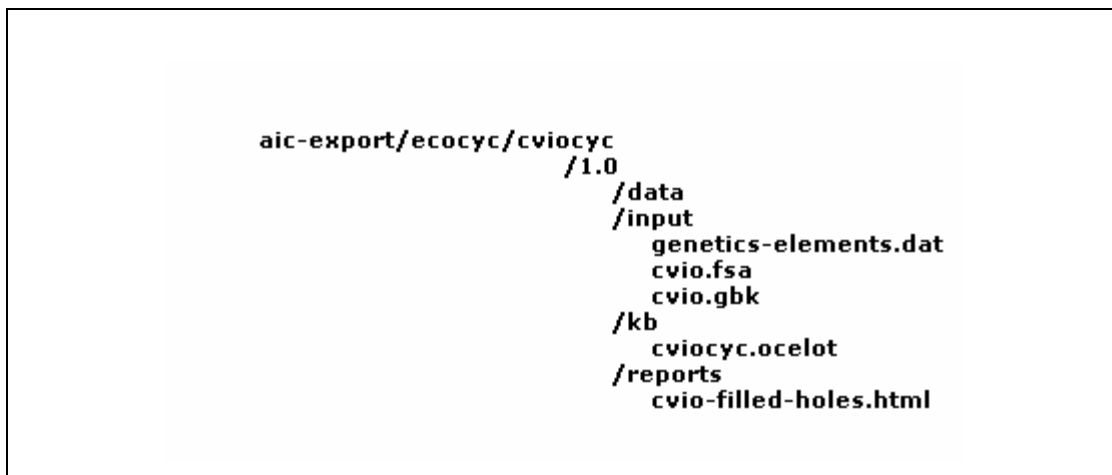 aic-export/ecocyc/cviocyc
/1.0
/data
/input
genetics-elements.dat
cvio.fsa
cvio.gbk
/kb
cviocyc.ocelot
/reports
cvio-filled-holes.html